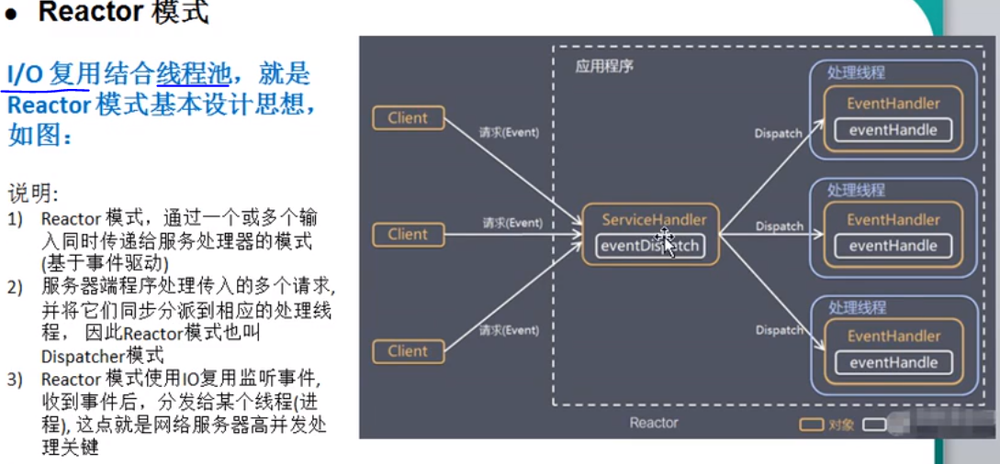 ● Reactor 模式
I/O 复用结合线程池，就是
Reactor 模式基本设计思想，
如图：
说明:
1) Reactor 模式，通过一个或多个输
入同时传递给服务处理器的模式
(基于事件驱动)
2) 服务器端程序处理传入的多个请求,
并将它们同步分派到相应的处理线
程， 因此Reactor模式也叫
Dispatcher模式
3) Reactor 模式使用IO复用监听事件,
收到事件后，分发给某个线程(进
程), 这点就是网络服务器高并发处
理关键
应用程序
Client
请求(Event)
Client
请求(Event)
Client
请求(Event)
ServiceHandler
eventDispatch
Dispatch
Dispatch
Dispatch
处理线程
EventHandler
eventHandle
处理线程
EventHandler
eventHandle
处理线程
EventHandler
eventHandle
Reactor
对象